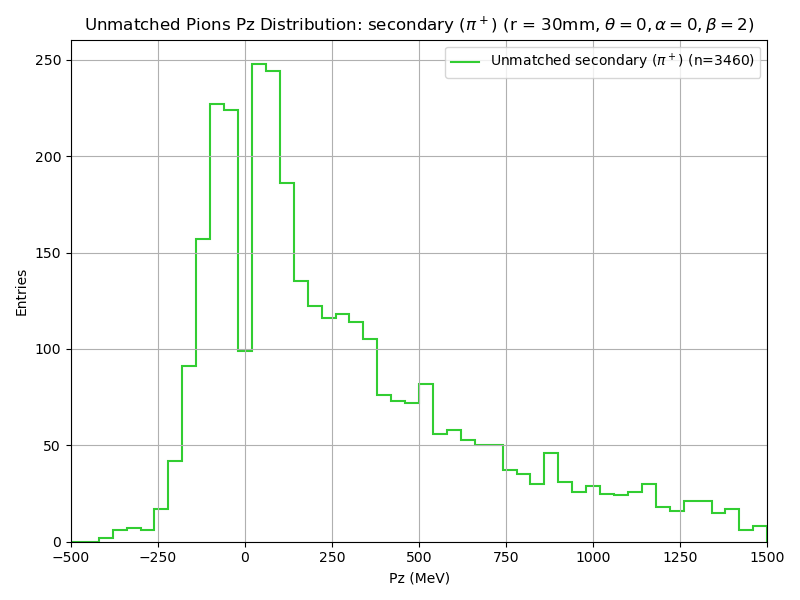 Unmatched Pions Pz Distribution: secondary (π⁺) (r = 30mm, θ = 0, α = 0, β = 2)
Unmatched secondary (π⁺) (n=3460)
250
200
150
100
50
0
Entries
−500 −250 0 250 500 750 1000 1250 1500
Pz (MeV)